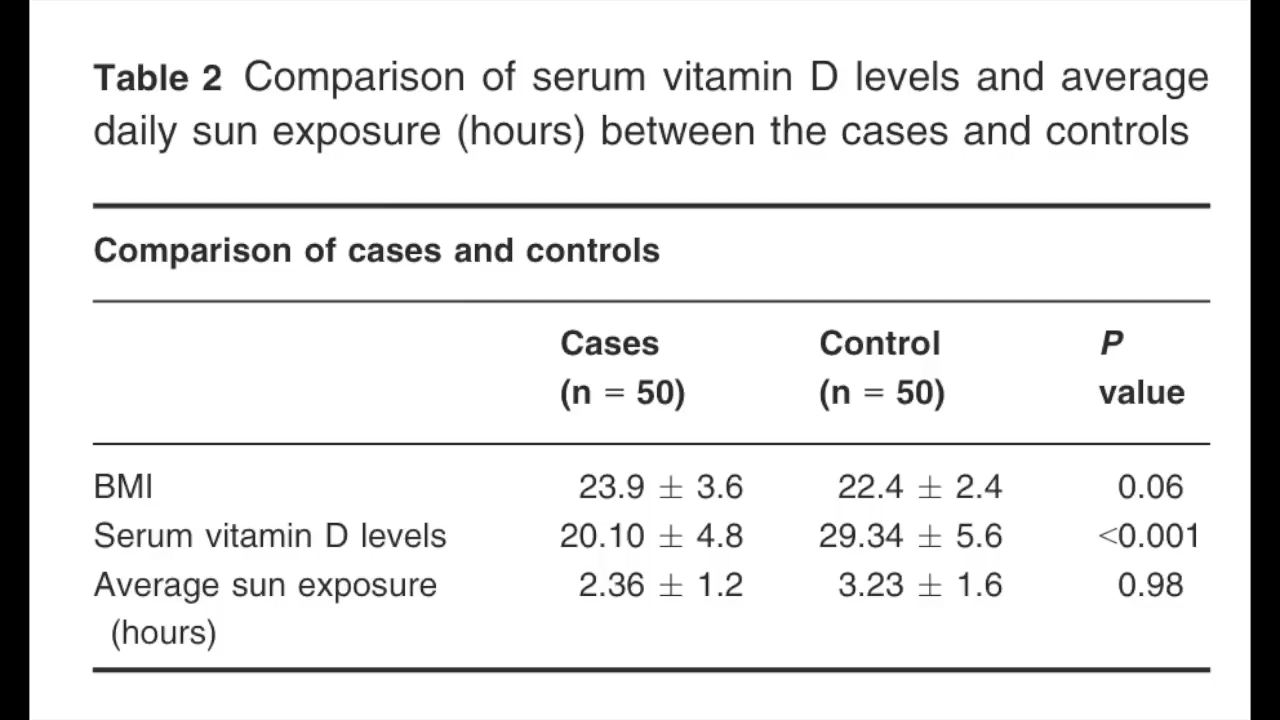 Table 2 Comparison of serum vitamin D levels and average
daily sun exposure (hours) between the cases and controls
Comparison of cases and controls
Cases Control P
(n = 50) (n = 50) value
BMI 23.9 ± 3.6 22.4 ± 2.4 0.06
Serum vitamin D levels 20.10 ± 4.8 29.34 ± 5.6 <0.001
Average sun exposure 2.36 ± 1.2 3.23 ± 1.6 0.98
(hours)